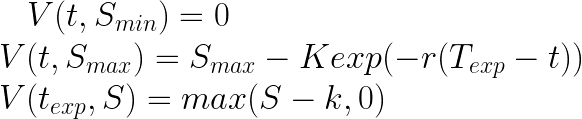 V(t, S_{min}) = 0
V(t, S_{max}) = S_{max} − Kexp(−r(T_{exp} − t))
V(t_{exp}, S) = max(S − k, 0)